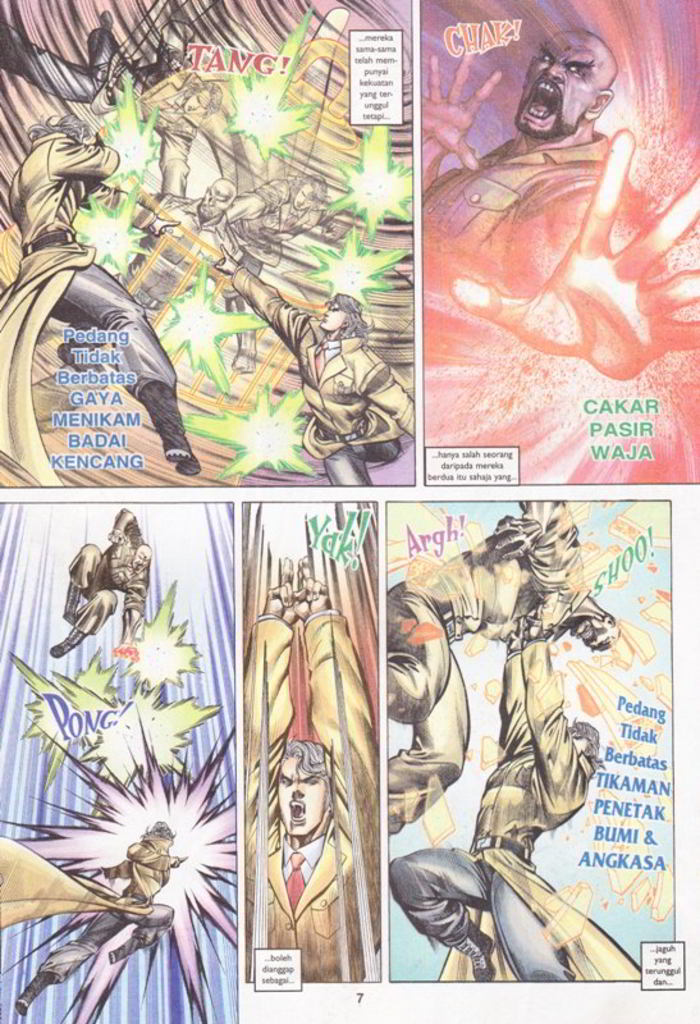 TANG!
...mereka
sama-sama
telah mem-
punyai
kekuatan
yang ter-
unggul
tetapi...
Pedang
Tidak
Berbatas
GAYA
MENIKAM
BADAI
KENCANG
CHAK!
CAKAR
PASIR
WAJA
...hanya salah seorang
daripada mereka
berdua itu sahaja yang...
PONG!
Yak!
...boleh
dianggap
sebagai...
Argh!
SHOO!
Pedang
Tidak
Berbatas
TIKAMAN
PENETAK
BUMI &
ANGKASA
...jaguh
yang
terunggul
dan...
7